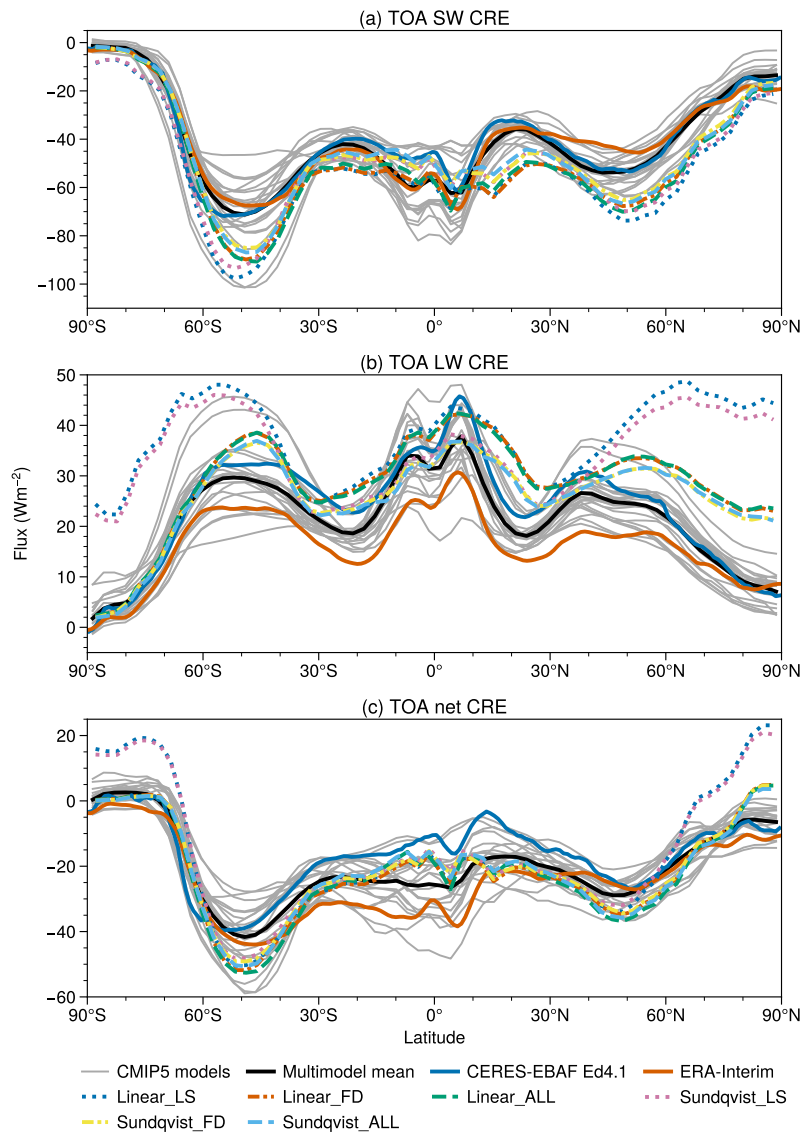 (a) TOA SW CRE
0
−20
−40
−60
−80
−100
90°S 60°S 30°S 0° 30°N 60°N 90°N
(b) TOA LW CRE
50
40
30
20
10
0
Flux (Wm⁻²)
90°S 60°S 30°S 0° 30°N 60°N 90°N
(c) TOA net CRE
20
0
−20
−40
−60
90°S 60°S 30°S 0° 30°N 60°N 90°N
Latitude
CMIP5 models Multimodel mean CERES-EBAF Ed4.1 ERA-Interim
Linear_LS Linear_FD Linear_ALL Sundqvist_LS
Sundqvist_FD Sundqvist_ALL